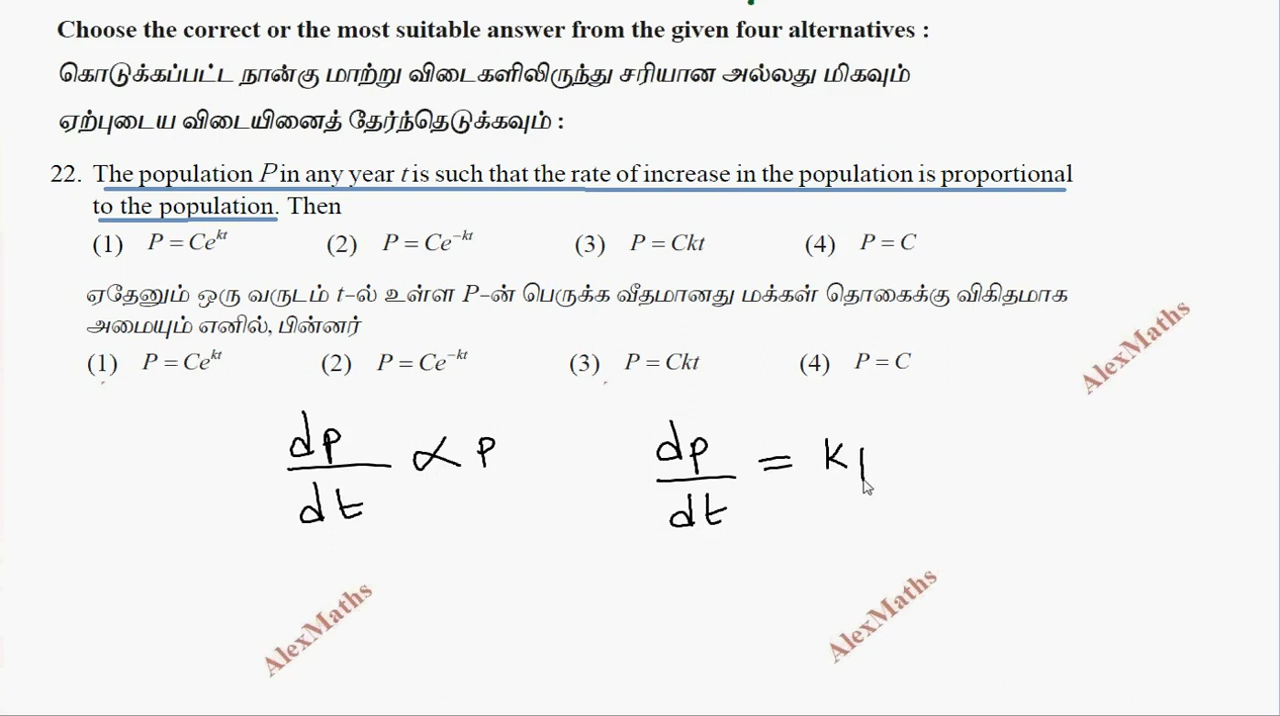 Choose the correct or the most suitable answer from the given four alternatives :
கொடுக்கப்பட்ட நான்கு மாற்று விடைகளிலிருந்து சரியான அல்லது மிகவும்
ஏற்புடைய விடையினைத் தேர்ந்தெடுக்கவும் :
22. The population P in any year t is such that the rate of increase in the population is proportional
to the population. Then
(1) P = Ce^{kt} (2) P = Ce^{-kt} (3) P = Ckt (4) P = C
ஏதேனும் ஒரு வருடம் t-ல் உள்ள P-ன் பெருக்க வீதமானது மக்கள் தொகைக்கு விகிதமாக
அமையும் எனில், பின்னர்
(1) P = Ce^{kt} (2) P = Ce^{-kt} (3) P = Ckt (4) P = C
AlexMaths
dp/dt ∝ P dp/dt = K
AlexMaths AlexMaths